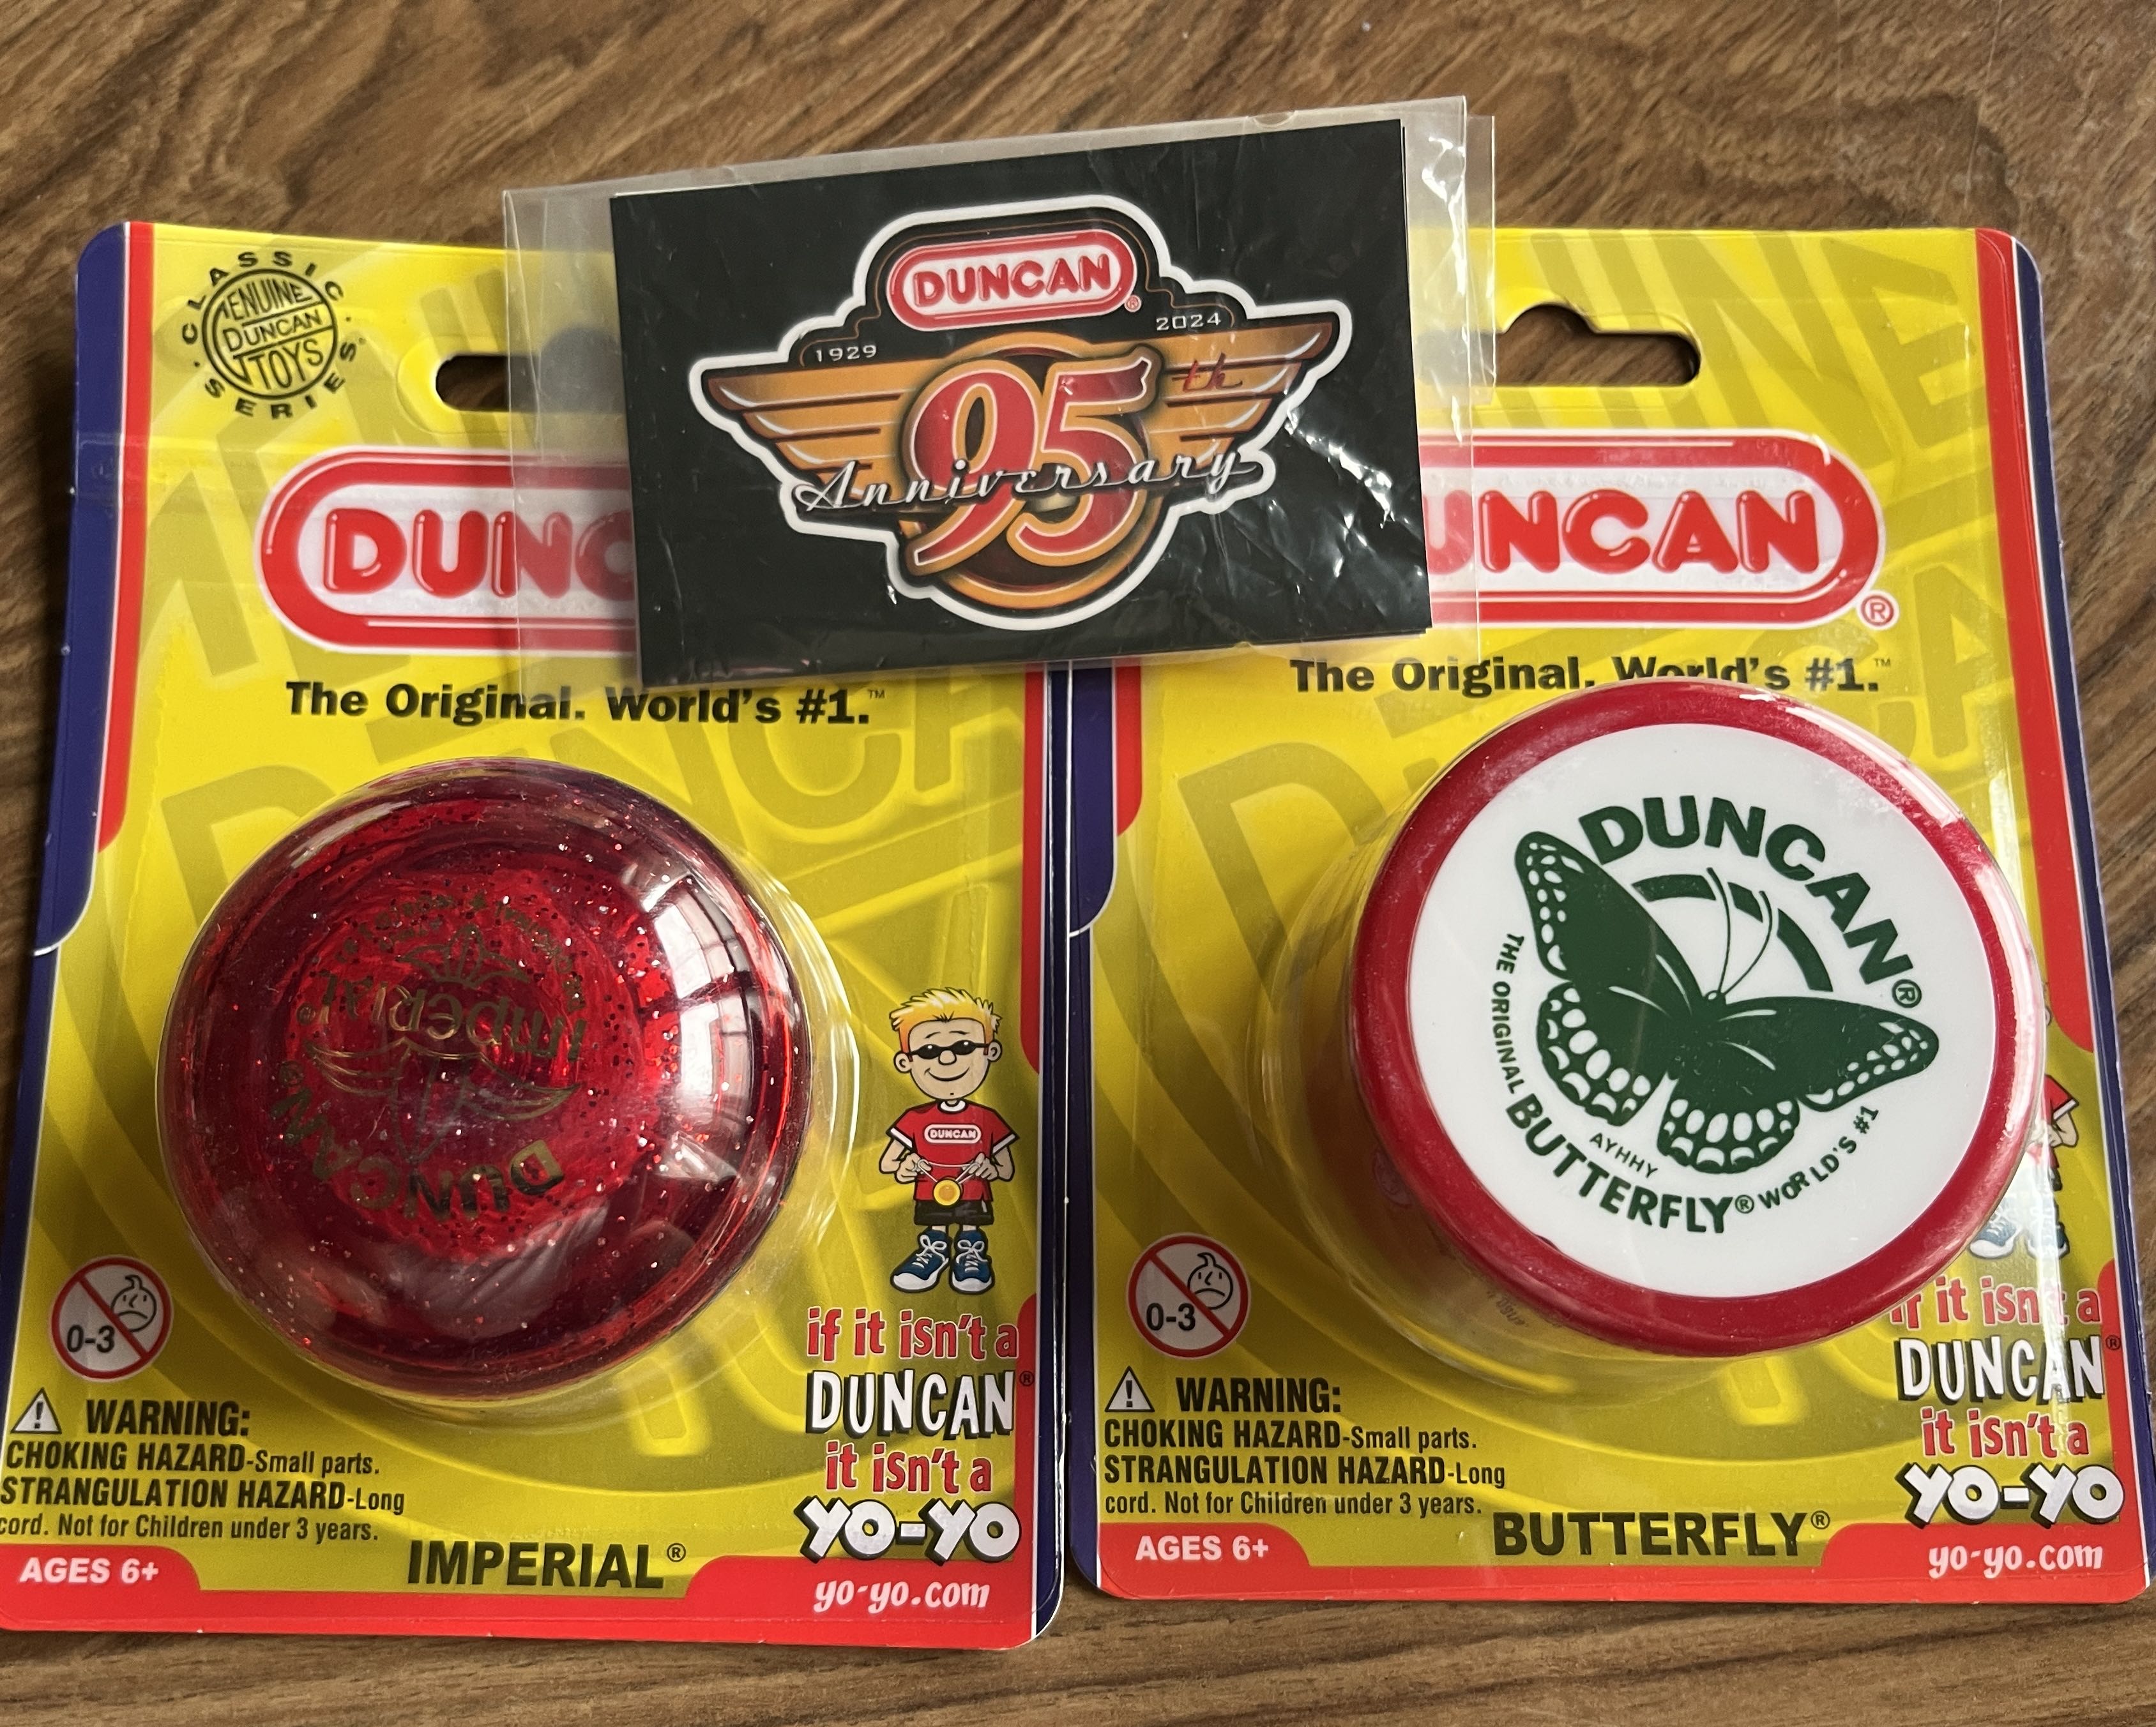 DUNCAN®
1929
2024
95th
Anniversary
CLASSIC
GENUINE
DUNCAN
TOYS
SERIES
The Original. World's #1.™
DUNCAN®
IMPERIAL®
DUNCAN
0-3
WARNING:
CHOKING HAZARD-Small parts.
STRANGULATION HAZARD-Long
cord. Not for Children under 3 years.
AGES 6+
IMPERIAL®
if it isn't a
DUNCAN®
it isn't a
YO-YO
yo-yo.com
UNCAN®
The Original. World's #1.™
DUNCAN®
THE ORIGINAL
AYHHY
BUTTERFLY®
WORLD'S #1
0-3
WARNING:
CHOKING HAZARD-Small parts.
STRANGULATION HAZARD-Long
cord. Not for Children under 3 years.
AGES 6+
BUTTERFLY®
if it isn't a
DUNCAN®
it isn't a
YO-YO
yo-yo.com